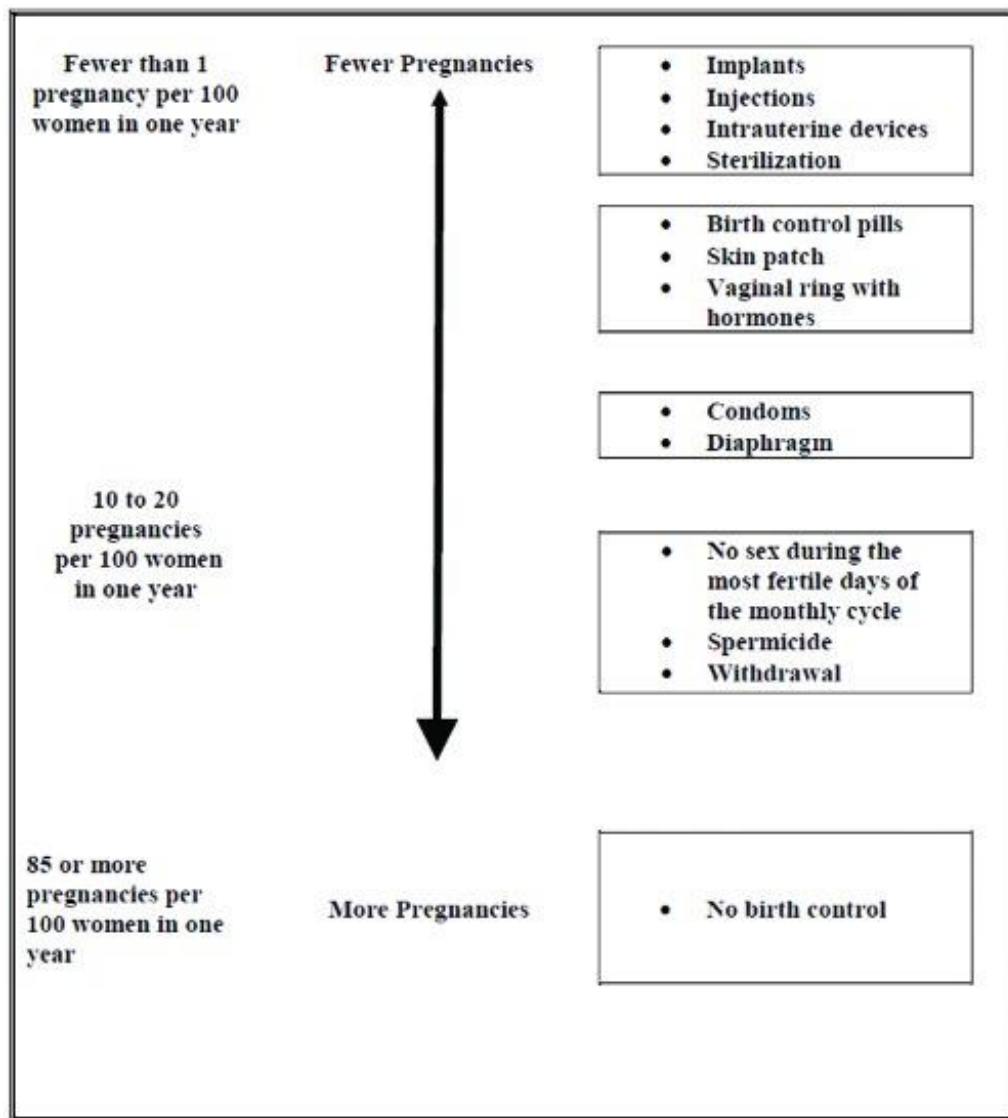 Fewer than 1
pregnancy per 100
women in one year
Fewer Pregnancies
• Implants
• Injections
• Intrauterine devices
• Sterilization
• Birth control pills
• Skin patch
• Vaginal ring with
hormones
• Condoms
• Diaphragm
10 to 20
pregnancies
per 100 women
in one year
• No sex during the
most fertile days of
the monthly cycle
• Spermicide
• Withdrawal
85 or more
pregnancies per
100 women in one
year
More Pregnancies
• No birth control